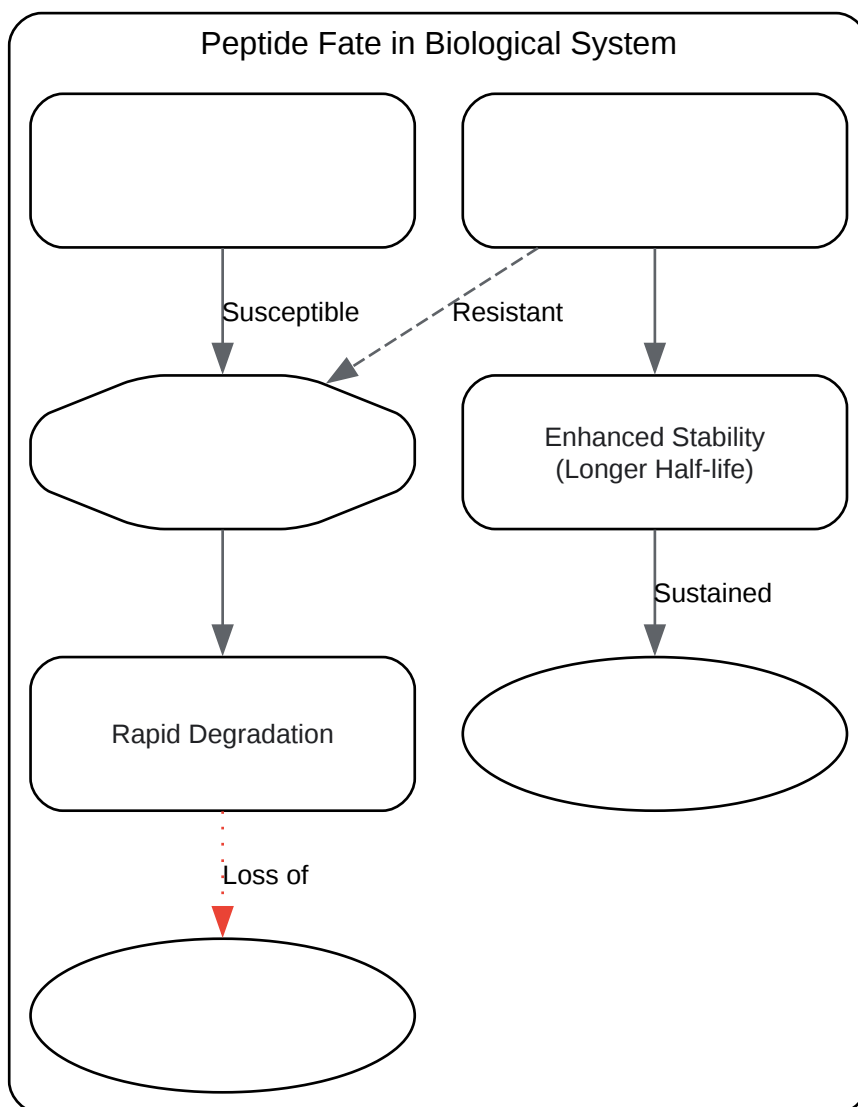 Peptide Fate in Biological System
Susceptible
Resistant
Enhanced Stability
(Longer Half-life)
Sustained
Rapid Degradation
Loss of